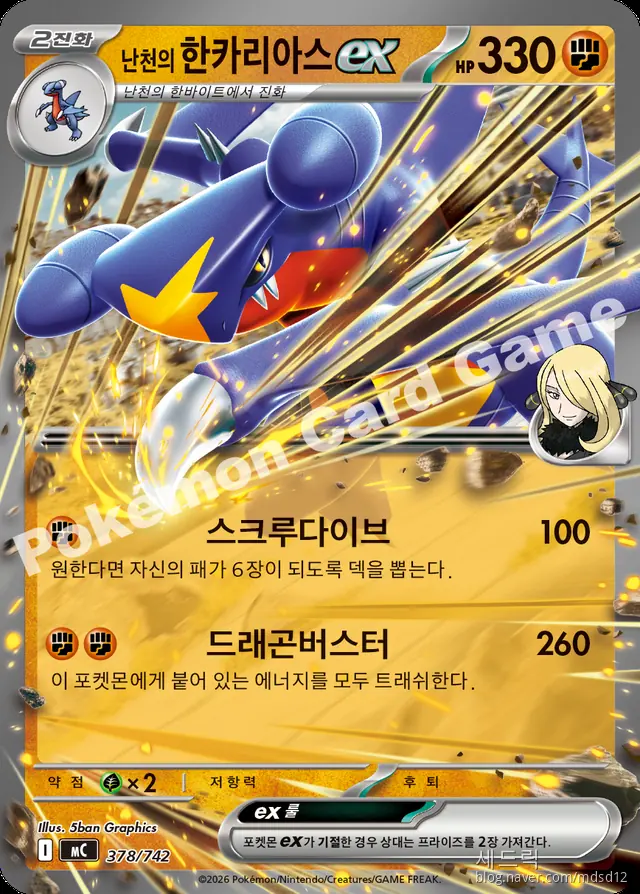 2진화
난천의 한카리아스 ex HP 330
난천의 한바이트에서 진화
Pokémon Card Game
스크루다이브 100
원한다면 자신의 패가 6장이 되도록 덱을 뽑는다.
드래곤버스터 260
이 포켓몬에게 붙어 있는 에너지를 모두 트래쉬한다.
약점 ×2 저항력 후퇴
ex 룰
포켓몬 ex가 기절한 경우 상대는 프라이즈를 2장 가져간다.
Illus. 5ban Graphics
I MC 378/742
©2026 Pokémon/Nintendo/Creatures/GAME FREAK.
세드릭
blog.naver.com/mdsd12